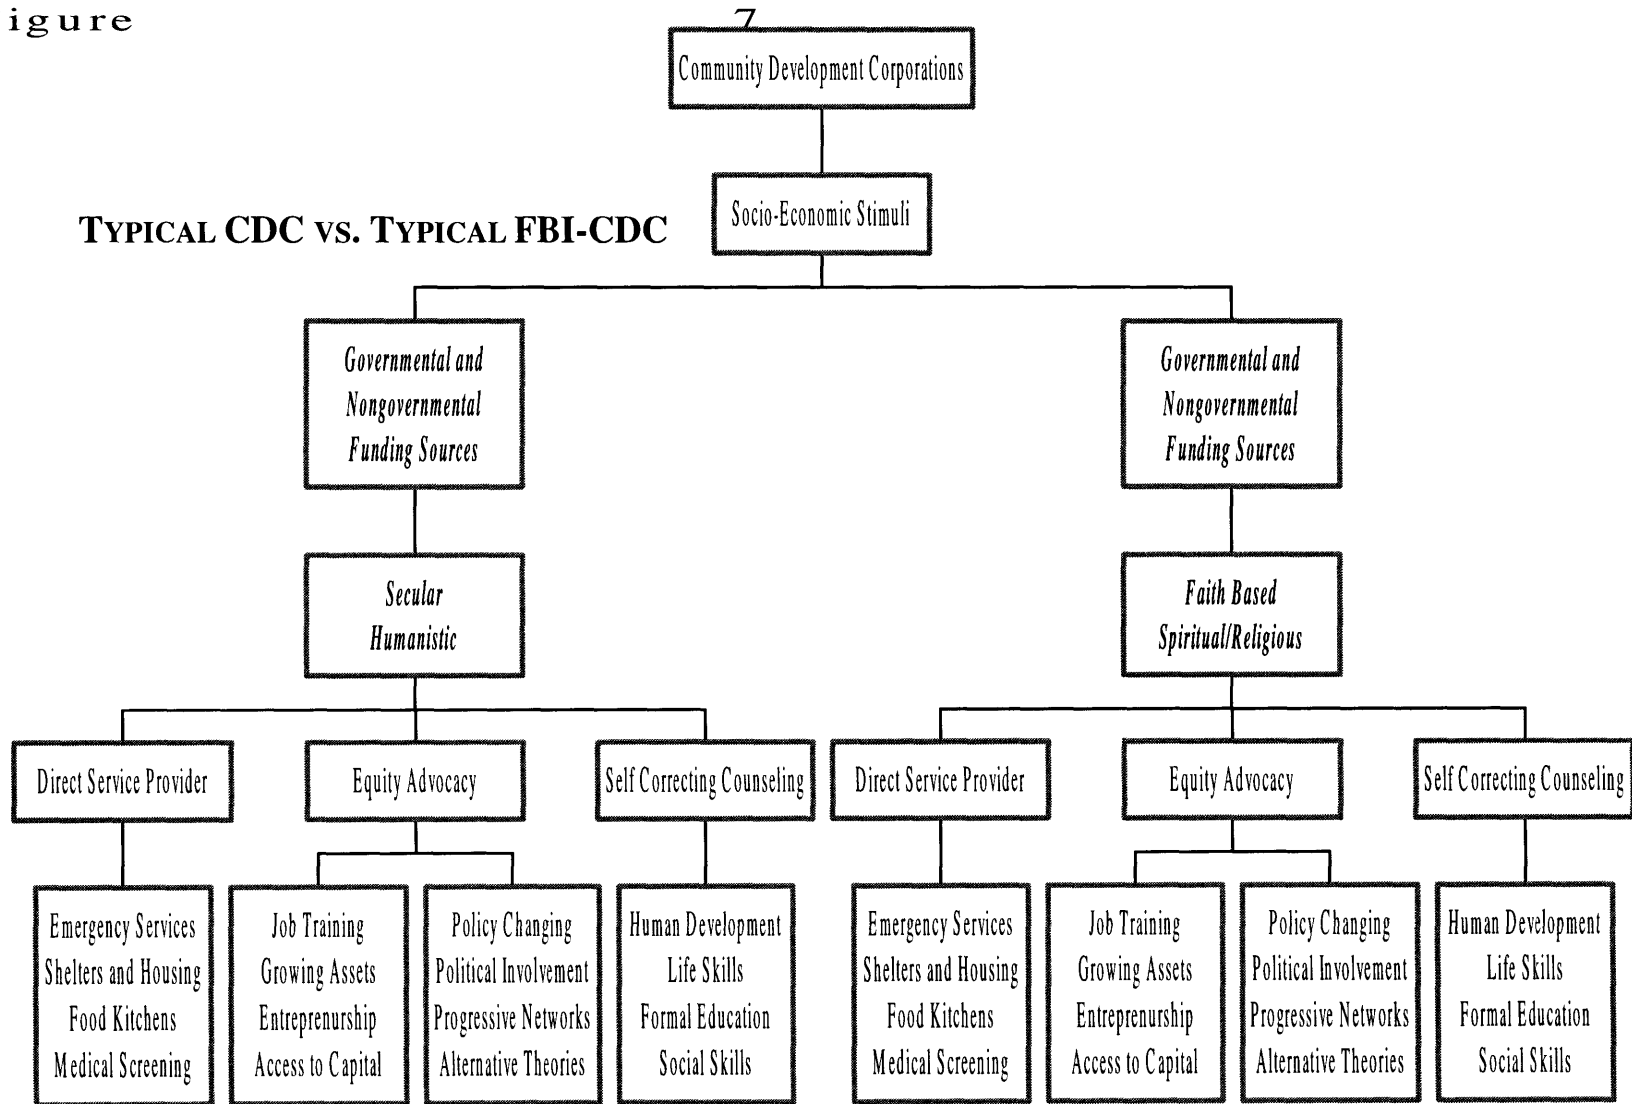 igure 7
Community Development Corporations
Socio-Economic Stimuli
TYPICAL CDC VS. TYPICAL FBI-CDC
Governmental and
Nongovernmental
Funding Sources
Governmental and
Nongovernmental
Funding Sources
Secular
Humanistic
Faith Based
Spiritual/Religious
Direct Service Provider
Equity Advocacy
Self Correcting Counseling
Direct Service Provider
Equity Advocacy
Self Correcting Counseling
Emergency Services
Shelters and Housing
Food Kitchens
Medical Screening
Job Training
Growing Assets
Entreprenurship
Access to Capital
Policy Changing
Political Involvement
Progressive Networks
Alternative Theories
Human Development
Life Skills
Formal Education
Social Skills
Emergency Services
Shelters and Housing
Food Kitchens
Medical Screening
Job Training
Growing Assets
Entreprenurship
Access to Capital
Policy Changing
Political Involvement
Progressive Networks
Alternative Theories
Human Development
Life Skills
Formal Education
Social Skills